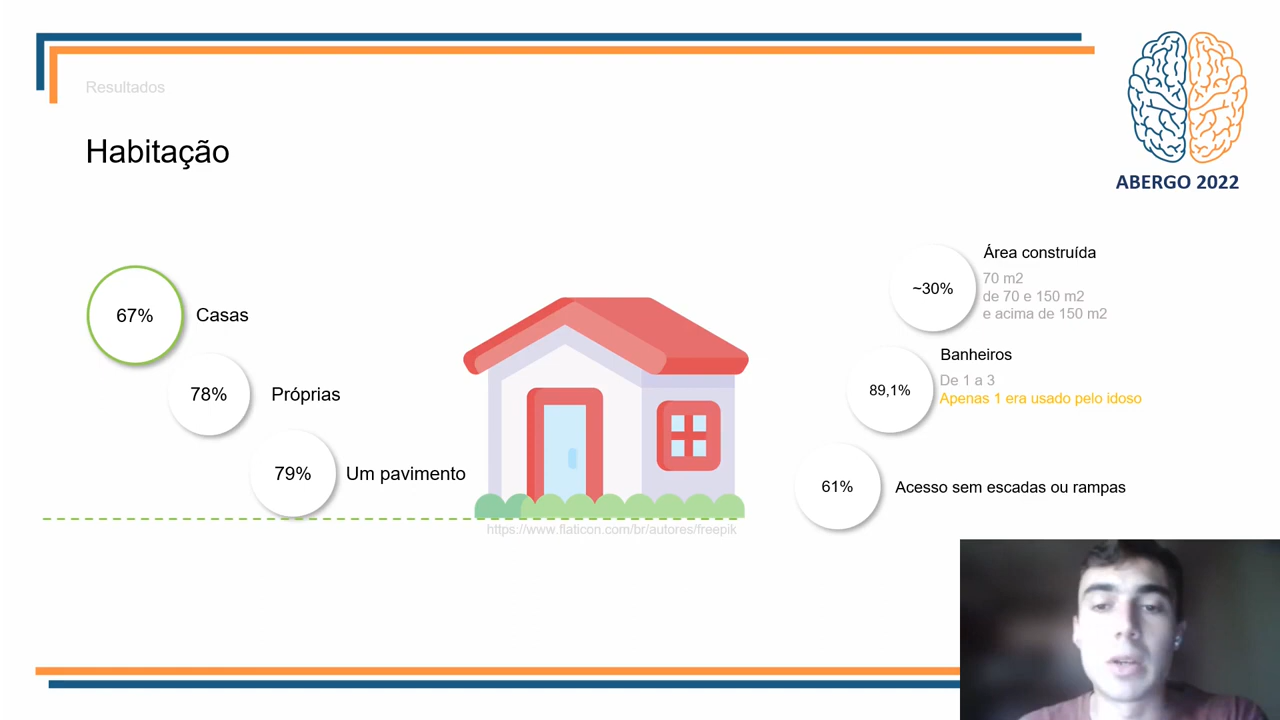 Resultados
Habitação
ABERGO 2022
67%
Casas
78%
Próprias
79%
Um pavimento
https://www.flaticon.com/br/autores/freepik
~30%
Área construída
70 m2
de 70 e 150 m2
e acima de 150 m2
89,1%
Banheiros
De 1 a 3
Apenas 1 era usado pelo idoso
61%
Acesso sem escadas ou rampas